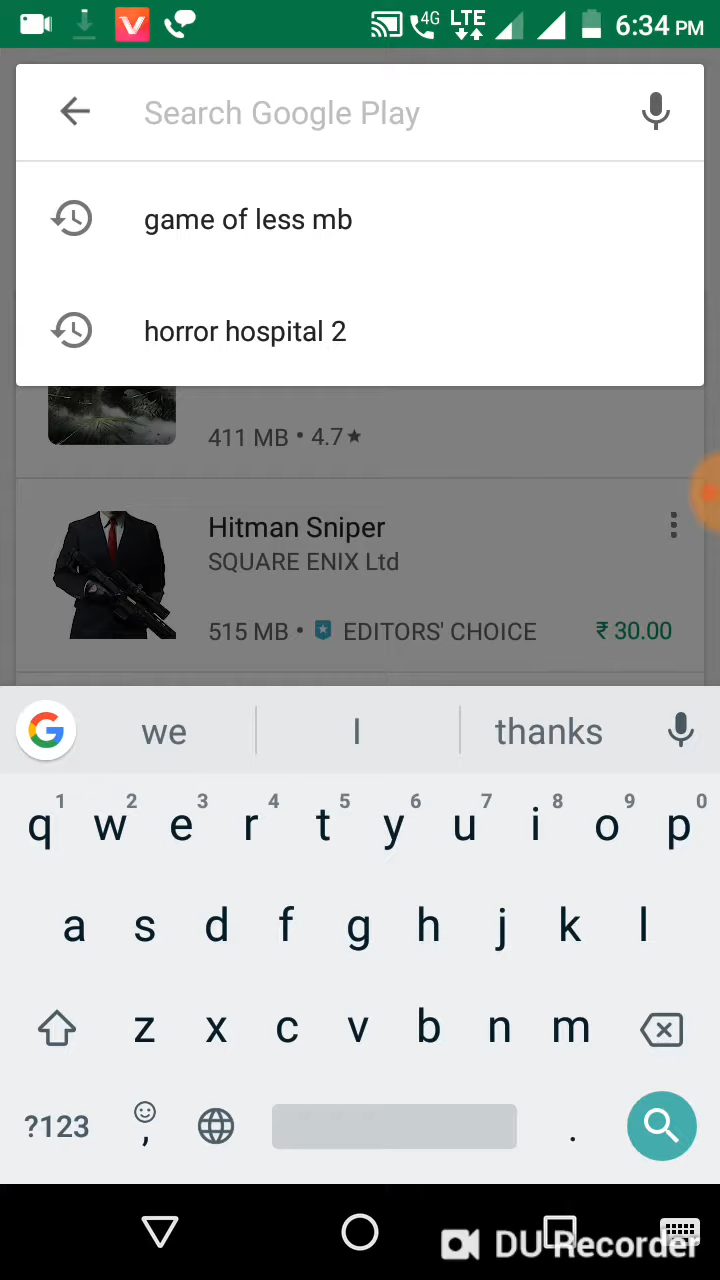 4G LTE 6:34 PM
Search Google Play
game of less mb
horror hospital 2
411 MB • 4.7★
Hitman Sniper
SQUARE ENIX Ltd
515 MB • EDITORS' CHOICE ₹ 30.00
G we I thanks
1 2 3 4 5 6 7 8 9 0
q w e r t y u i o p
a s d f g h j k l
z x c v b n m
?123 , .
DU Recorder